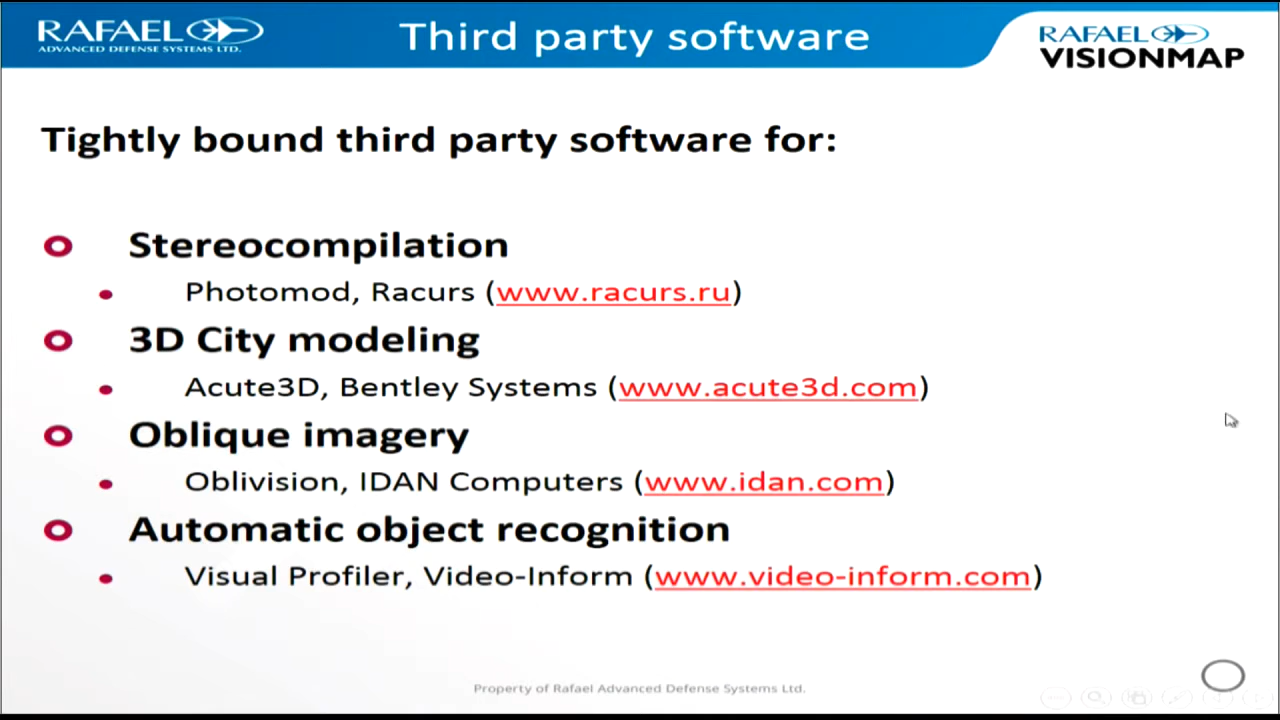 RAFAEL
ADVANCED DEFENSE SYSTEMS LTD.
Third party software
RAFAEL
VISIONMAP
Tightly bound third party software for:
Stereocompilation
Photomod, Racurs (www.racurs.ru)
3D City modeling
Acute3D, Bentley Systems (www.acute3d.com)
Oblique imagery
Oblivision, IDAN Computers (www.idan.com)
Automatic object recognition
Visual Profiler, Video-Inform (www.video-inform.com)
Property of Rafael Advanced Defense Systems Ltd.